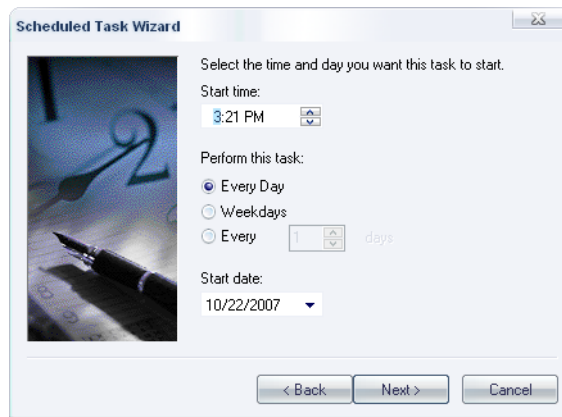 Scheduled Task Wizard
Select the time and day you want this task to start.
Start time:
3:21 PM
Perform this task:
Every Day
Weekdays
Every 1 days
Start date:
10/22/2007
< Back Next > Cancel